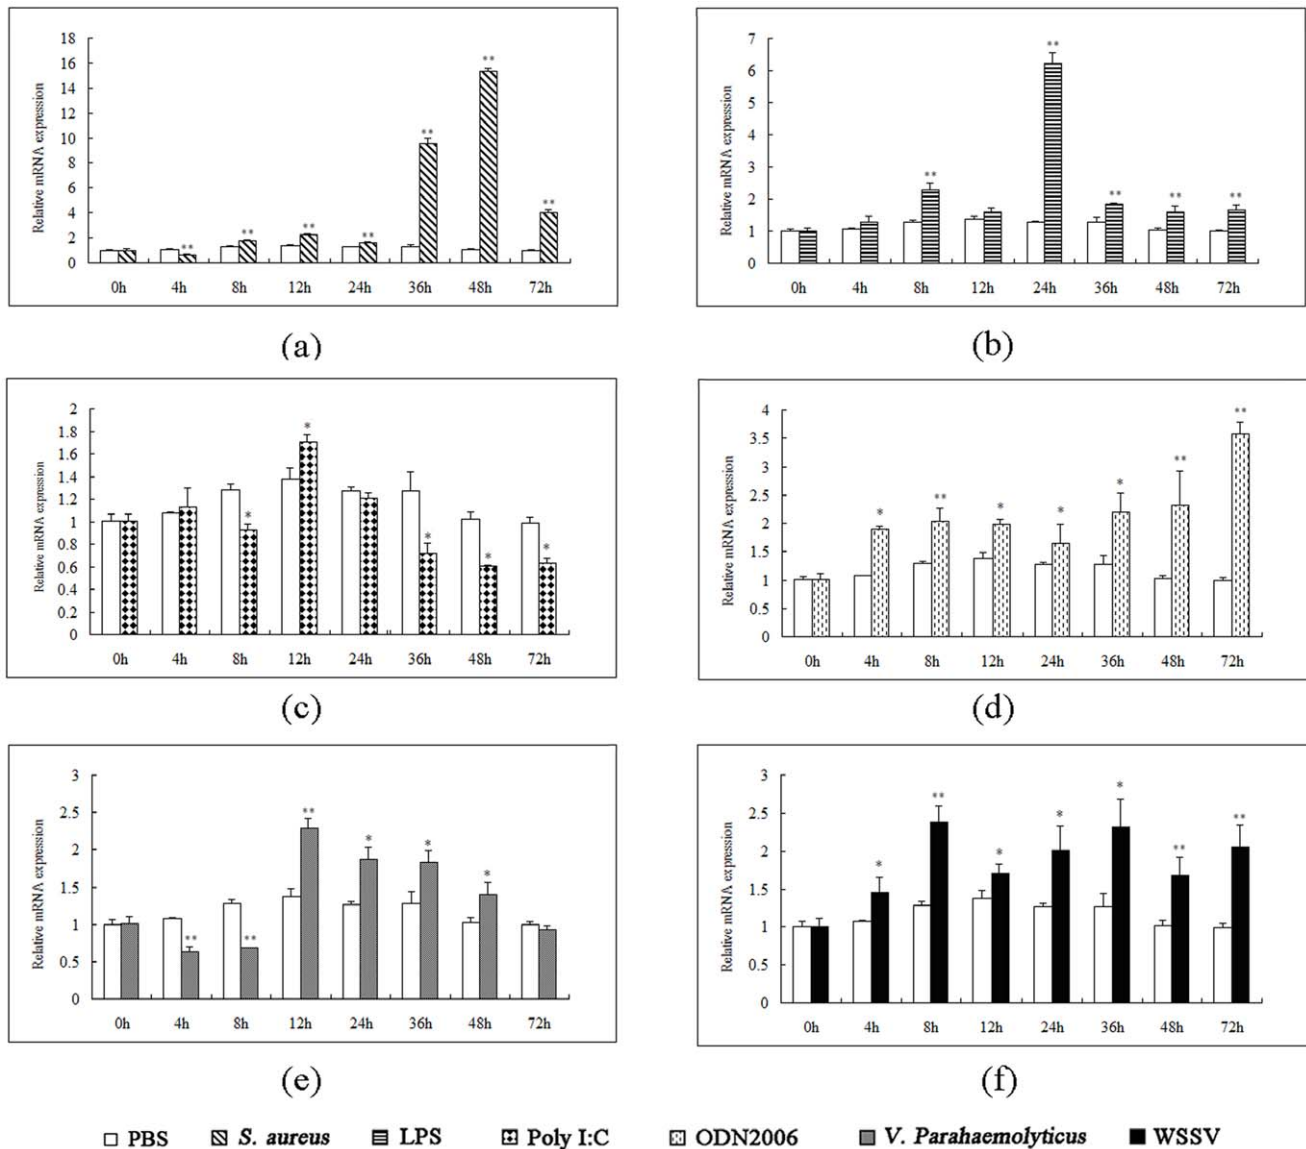 Relative mRNA expression
18
16
14
12
10
8
6
4
2
0
** ** ** ** ** ** **
0h 4h 8h 12h 24h 36h 48h 72h
(a)
Relative mRNA expression
7
6
5
4
3
2
1
0
** ** ** ** **
0h 4h 8h 12h 24h 36h 48h 72h
(b)
Relative mRNA expression
2
1.8
1.6
1.4
1.2
1
0.8
0.6
0.4
0.2
0
* * * * *
0h 4h 8h 12h 24h 36h 48h 72h
(c)
Relative mRNA expression
4
3.5
3
2.5
2
1.5
1
0.5
0
* ** * * * ** **
0h 4h 8h 12h 24h 36h 48h 72h
(d)
Relative mRNA expression
3
2.5
2
1.5
1
0.5
0
** ** ** * * *
0h 4h 8h 12h 24h 36h 48h 72h
(e)
Relative mRNA expression
3
2.5
2
1.5
1
0.5
0
* ** * * * ** **
0h 4h 8h 12h 24h 36h 48h 72h
(f)
PBS S. aureus LPS Poly I:C ODN2006 V. Parahaemolyticus WSSV